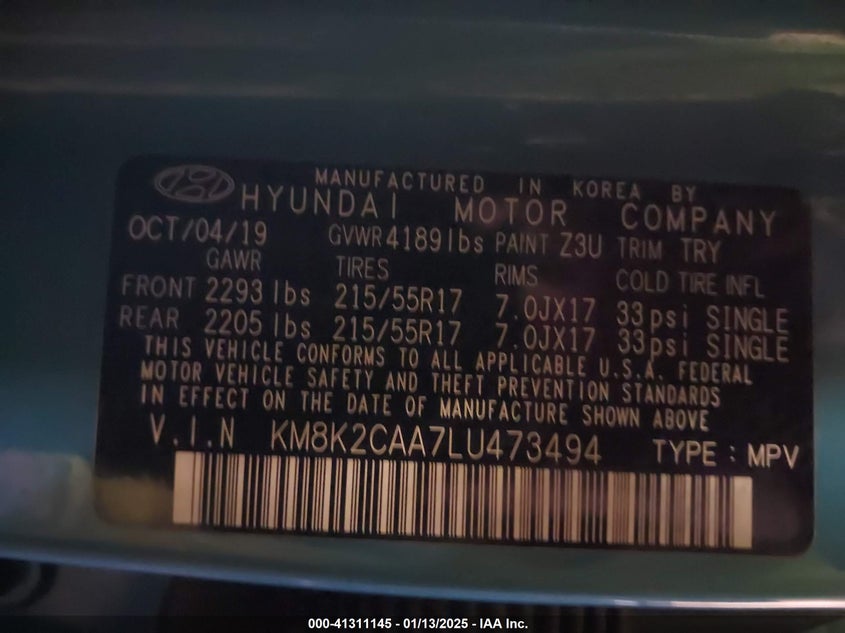 MANUFACTURED IN KOREA BY
HYUNDAI MOTOR COMPANY
OCT/04/19 GVWR 4189lbs PAINT Z3U TRIM TRY
GAWR TIRES RIMS COLD TIRE INFL
FRONT 2293 lbs 215/55R17 7.0JX17 33psi SINGLE
REAR 2205 lbs 215/55R17 7.0JX17 33psi SINGLE
THIS VEHICLE CONFORMS TO ALL APPLICABLE U.S.A. FEDERAL
MOTOR VEHICLE SAFETY AND THEFT PREVENTION STANDARDS
IN EFFECT ON THE DATE OF MANUFACTURE SHOWN ABOVE
V.I.N KM8K2CAA7LU473494 TYPE : MPV
000-41311145 - 01/13/2025 - IAA Inc.